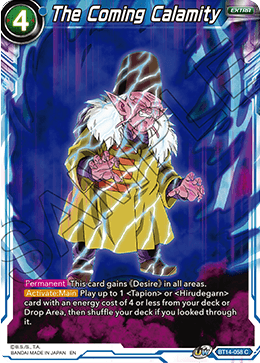 4
The Coming Calamity
EXTRA
SAMPLE
Permanent This card gains {Desire} in all areas.
Activate:Main Play up to 1 <Tapion> or <Hirudegarn>
card with an energy cost of 4 or less from your deck or
Drop Area, then shuffle your deck if you looked through
it.
©B.S./S., T.A.
BANDAI MADE IN JAPAN EN
BT14-058 C